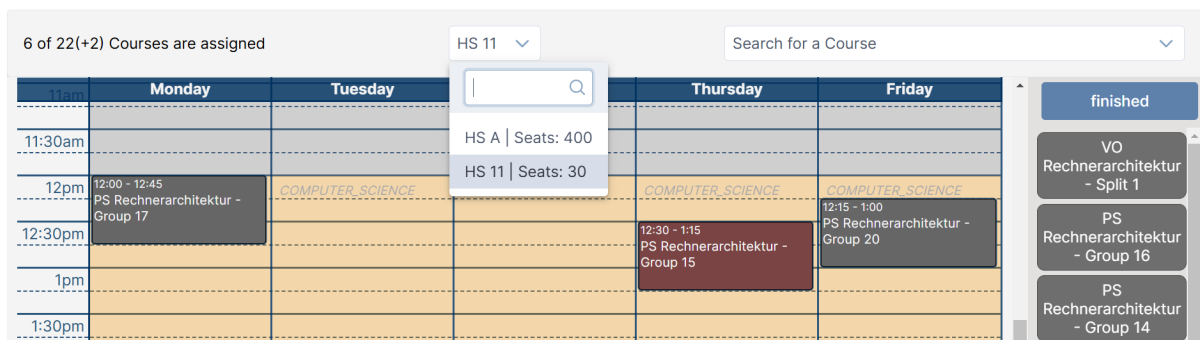 6 of 22(+2) Courses are assigned
HS 11
Search for a Course
HS A | Seats: 400
HS 11 | Seats: 30
Monday
Tuesday
Thursday
Friday
11am
11:30am
12pm
12:30pm
1pm
1:30pm
12:00 - 12:45
PS Rechnerarchitektur -
Group 17
COMPUTER_SCIENCE
COMPUTER_SCIENCE
12:30 - 1:15
PS Rechnerarchitektur -
Group 15
COMPUTER_SCIENCE
12:15 - 1:00
PS Rechnerarchitektur -
Group 20
finished
VO
Rechnerarchitektur
- Split 1
PS
Rechnerarchitektur
- Group 16
PS
Rechnerarchitektur
- Group 14